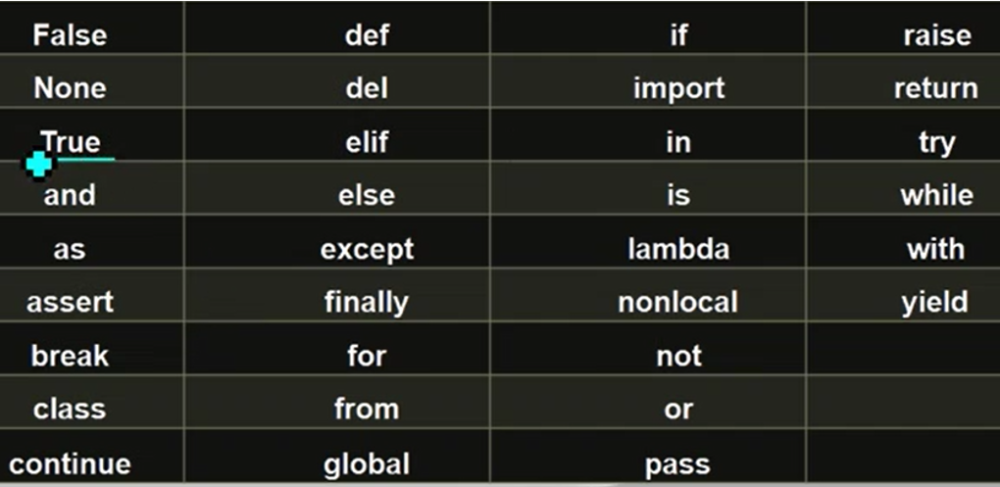 False def if raise
None del import return
True elif in try
and else is while
as except lambda with
assert finally nonlocal yield
break for not
class from or
continue global pass